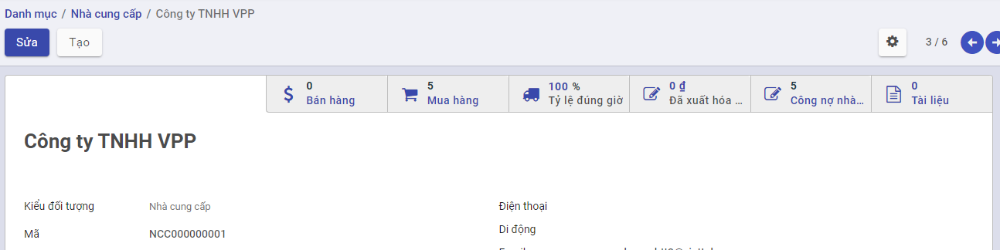 Danh mục / Nhà cung cấp / Công ty TNHH VPP
Sửa Tạo 3 / 6
0
Bán hàng
5
Mua hàng
100 %
Tỷ lệ đúng giờ
0 ₫
Đã xuất hóa ...
5
Công nợ nhà...
0
Tài liệu
Công ty TNHH VPP
Kiểu đối tượng Nhà cung cấp
Điện thoại
Mã NCC000000001
Di động